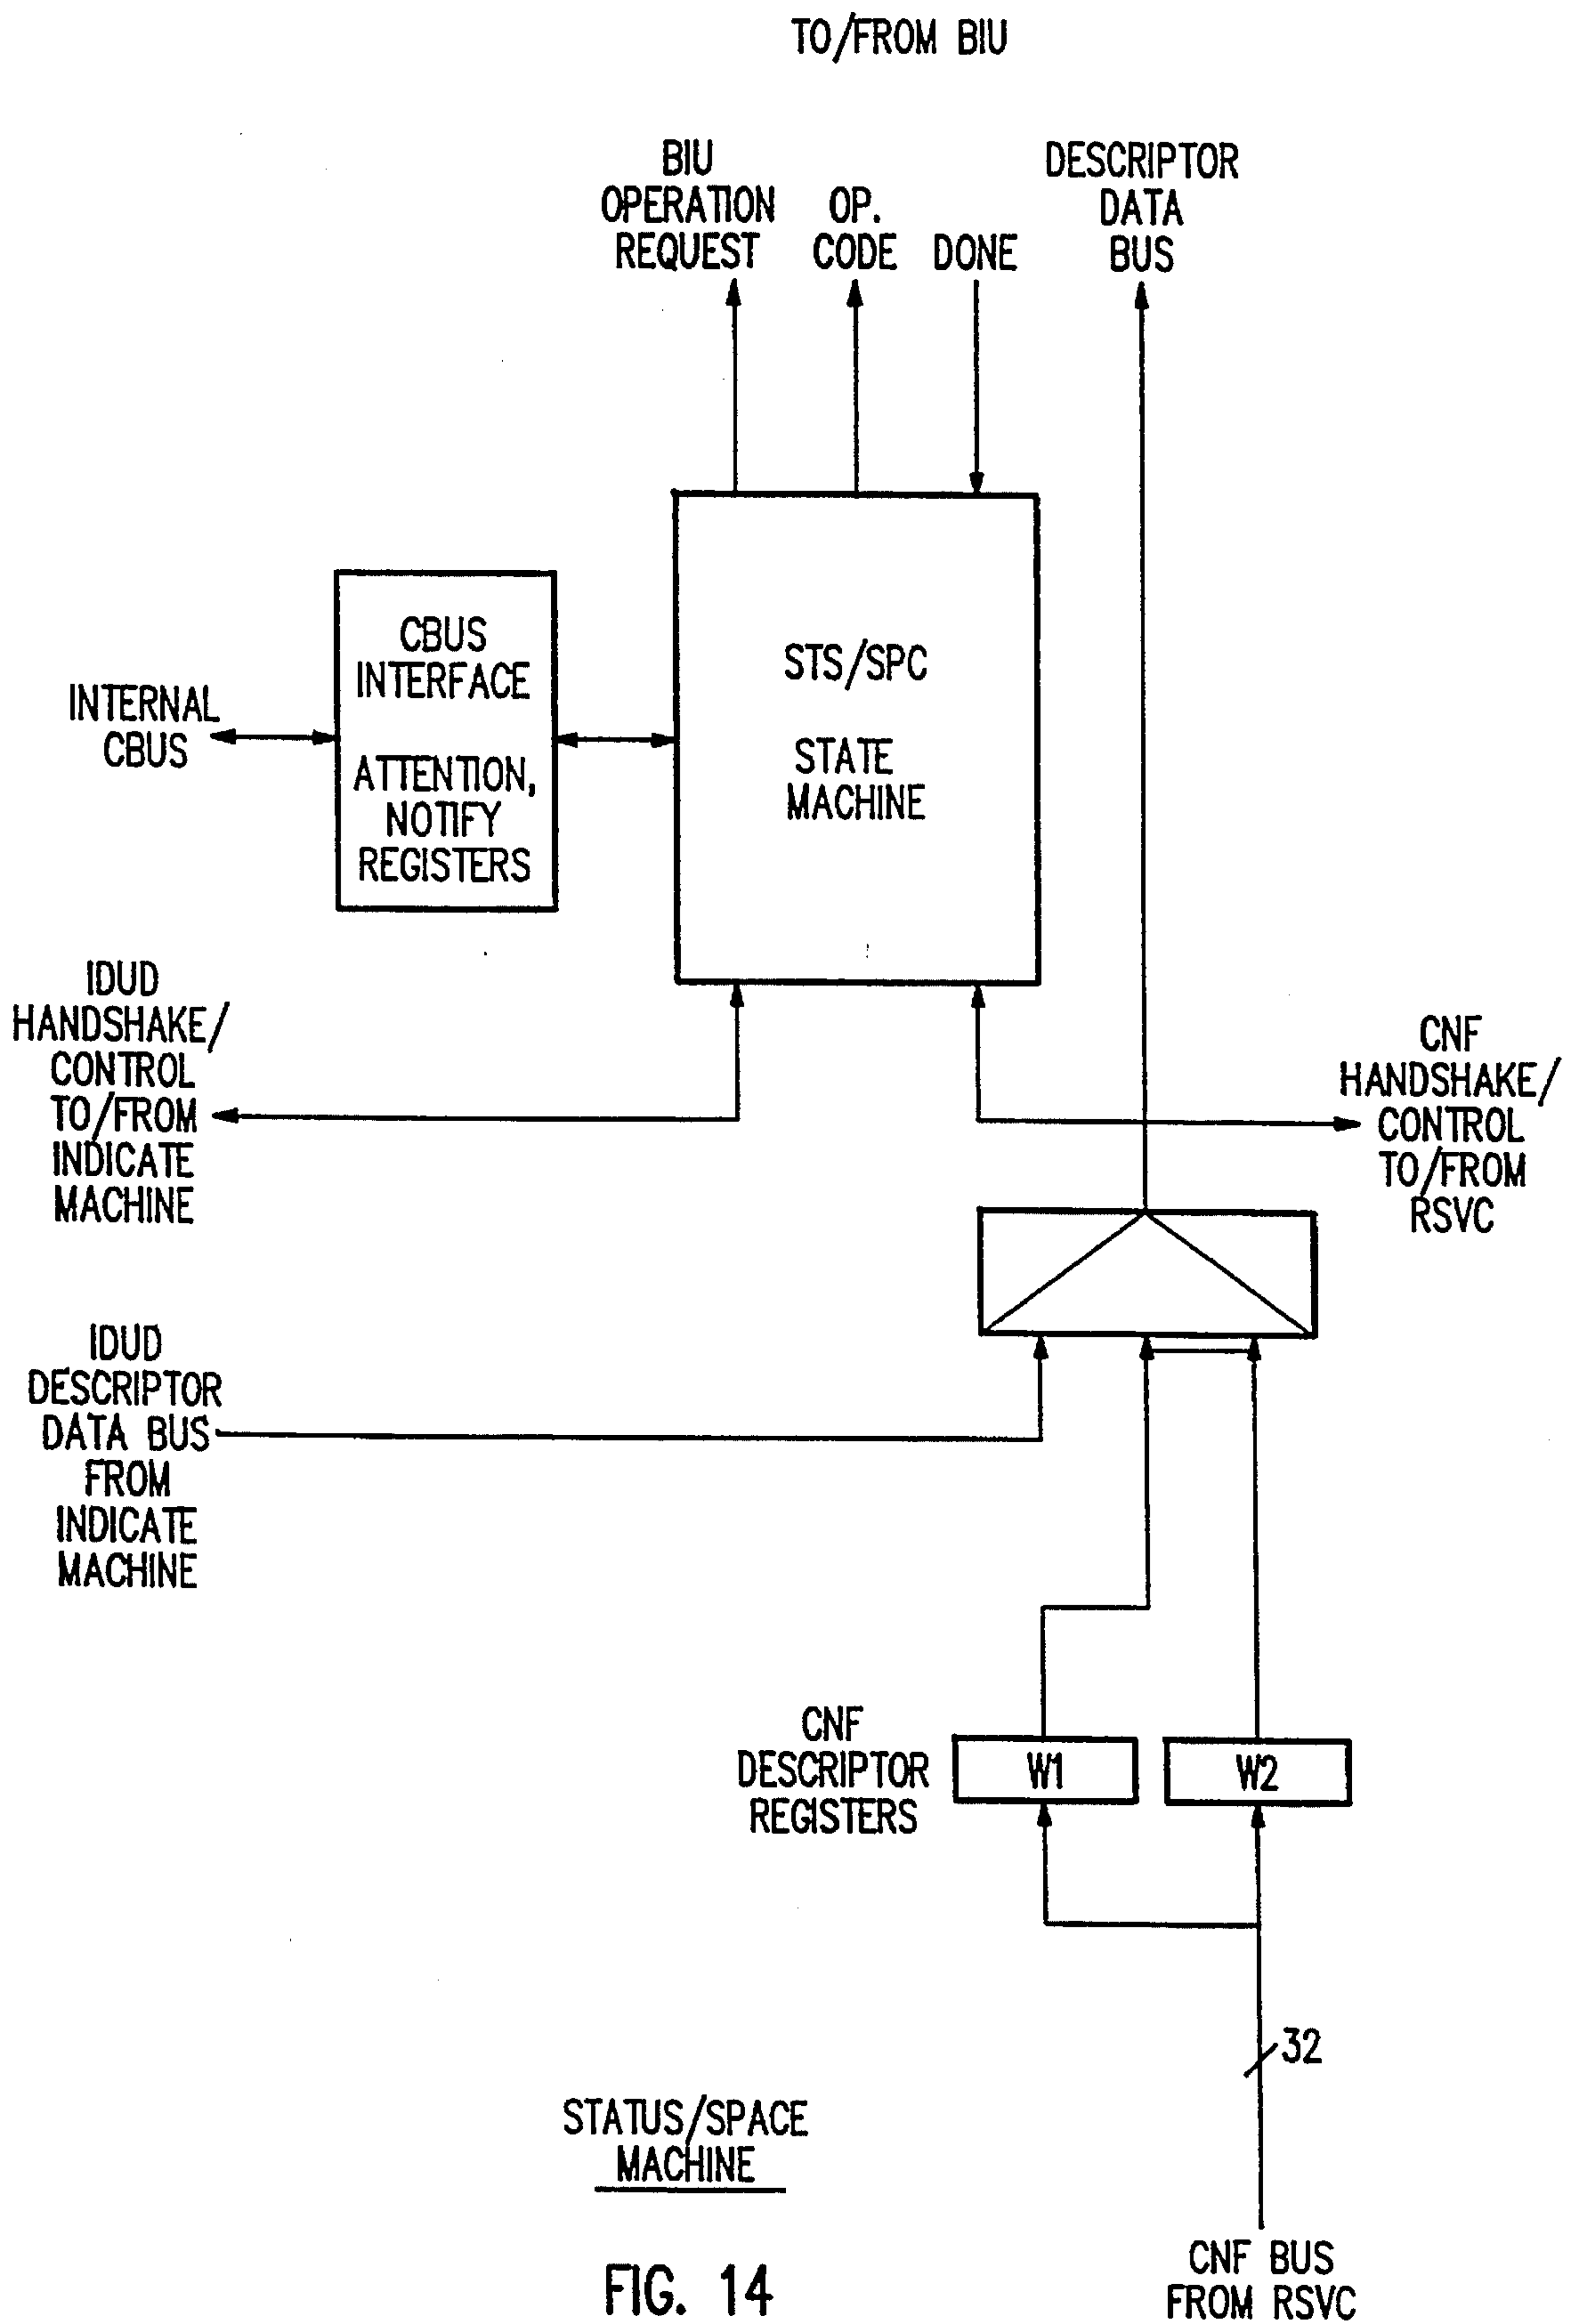 TO/FROM BIU
BIU
OPERATION
REQUEST
OP.
CODE
DONE
DESCRIPTOR
DATA
BUS
CBUS
INTERFACE
ATTENTION,
NOTIFY
REGISTERS
STS/SPC
STATE
MACHINE
INTERNAL
CBUS
IDUD
HANDSHAKE/
CONTROL
TO/FROM
INDICATE
MACHINE
CNF
HANDSHAKE/
CONTROL
TO/FROM
RSVC
IDUD
DESCRIPTOR
DATA BUS
FROM
INDICATE
MACHINE
CNF
DESCRIPTOR
REGISTERS
W1
W2
32
STATUS/SPACE
MACHINE
CNF BUS
FROM RSVC
FIG. 14